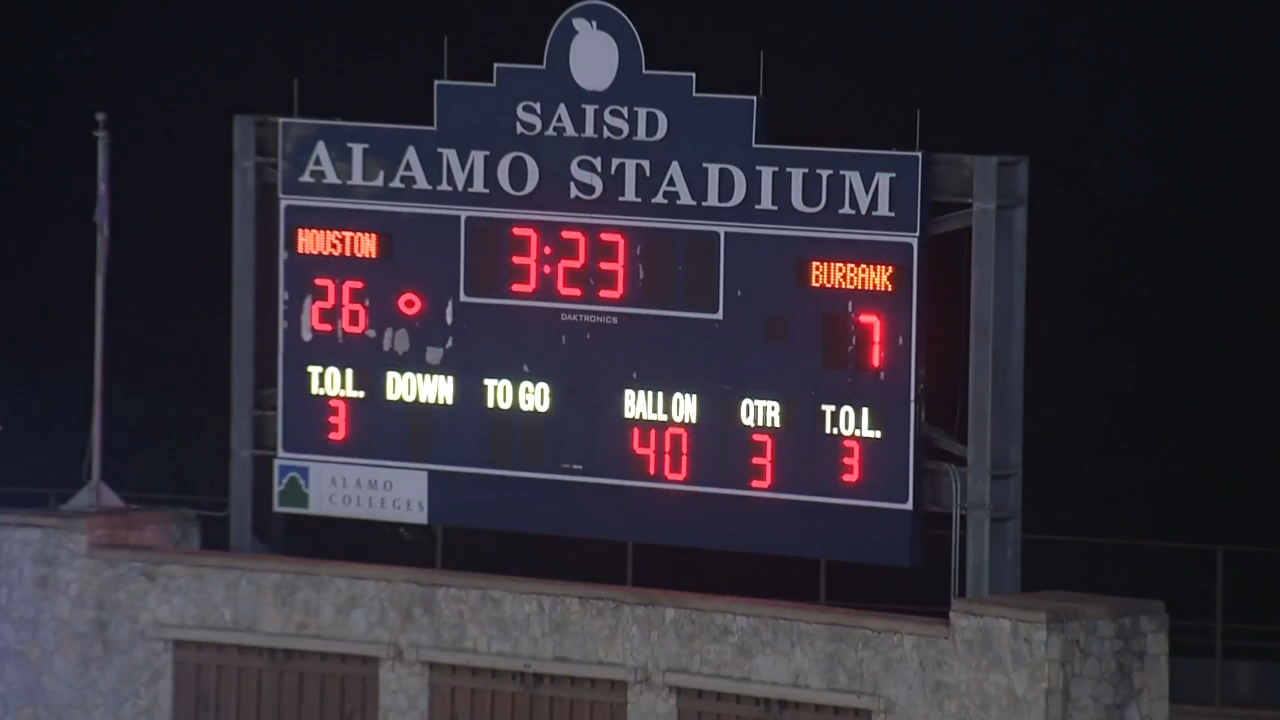 SAISD
ALAMO STADIUM
HOUSTON
3:23
BURBANK
26
7
DAKTRONICS
T.O.L. DOWN TO GO BALL ON QTR T.O.L.
3 40 3 3
ALAMO
COLLEGES